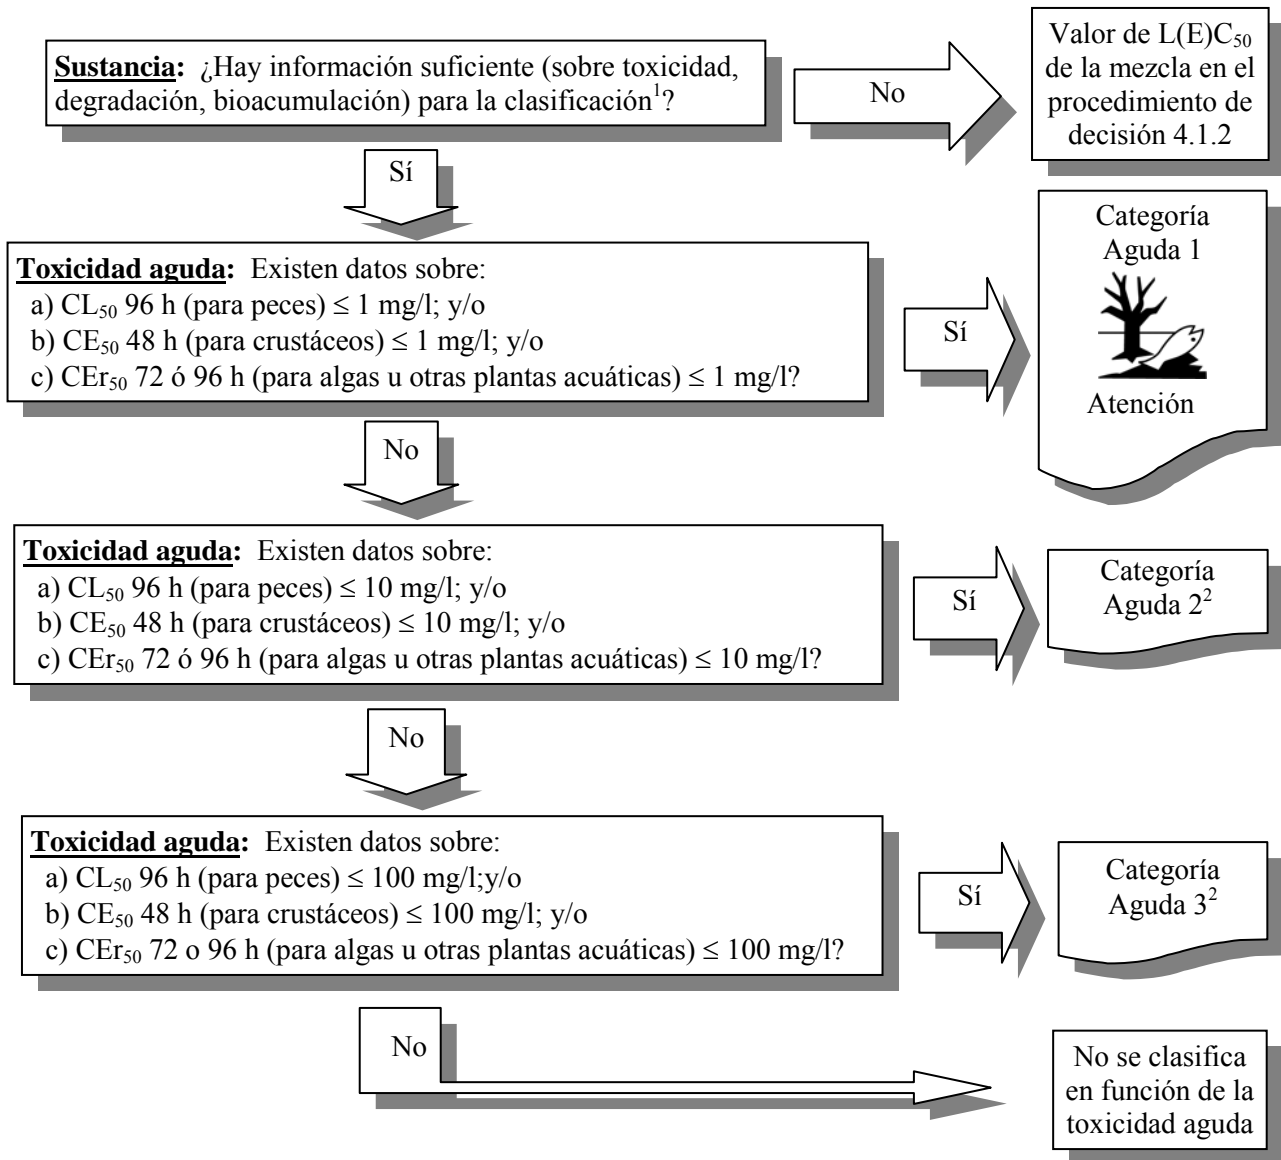 Sustancia: ¿Hay información suficiente (sobre toxicidad,
degradación, bioacumulación) para la clasificación¹?
No
Valor de L(E)C₅₀
de la mezcla en el
procedimiento de
decisión 4.1.2
Sí
Toxicidad aguda: Existen datos sobre:
a) CL₅₀ 96 h (para peces) ≤ 1 mg/l; y/o
b) CE₅₀ 48 h (para crustáceos) ≤ 1 mg/l; y/o
c) CEr₅₀ 72 ó 96 h (para algas u otras plantas acuáticas) ≤ 1 mg/l?
Sí
Categoría
Aguda 1
Atención
No
Toxicidad aguda: Existen datos sobre:
a) CL₅₀ 96 h (para peces) ≤ 10 mg/l; y/o
b) CE₅₀ 48 h (para crustáceos) ≤ 10 mg/l; y/o
c) CEr₅₀ 72 ó 96 h (para algas u otras plantas acuáticas) ≤ 10 mg/l?
Sí
Categoría
Aguda 2²
No
Toxicidad aguda: Existen datos sobre:
a) CL₅₀ 96 h (para peces) ≤ 100 mg/l;y/o
b) CE₅₀ 48 h (para crustáceos) ≤ 100 mg/l; y/o
c) CEr₅₀ 72 o 96 h (para algas u otras plantas acuáticas) ≤ 100 mg/l?
Sí
Categoría
Aguda 3²
No
No se clasifica
en función de la
toxicidad aguda